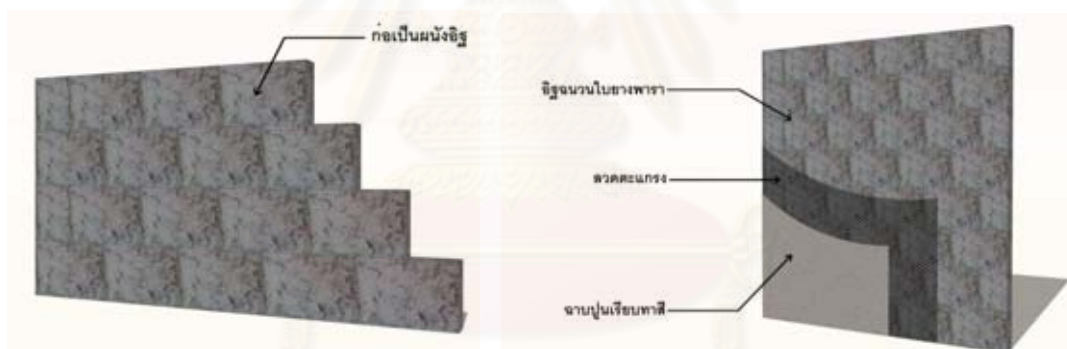 ก่อเป็นผนังอิฐ
อิฐฉนวนใบยางพารา
ลวดตะแกรง
ฉาบปูนเรียบทาสี